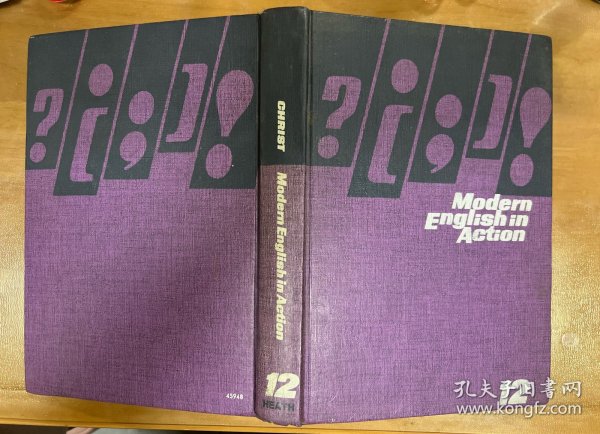 ? ( ; ) !
45948
CHRIST
Modern English in Action
12
HEATH
? ( ; ) !
Modern
English in
Action
12
孔夫子旧书网
www.kongfz.com